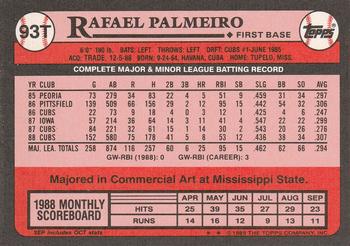 93T
RAFAEL PALMEIRO
FIRST BASE
Topps
6'0" 180 lb. BATS: LEFT THROWS: LEFT DRFT: CUBS #1-JUNE 1985
ACQ: TRADE, 12-5-88 BORN: 9-24-64, HAVANA, CUBA HOME: TUPELO, MISS.
COMPLETE MAJOR & MINOR LEAGUE BATTING RECORD
YR CLUB G AB R H 2B 3B HR RBI SB SLG BB SO AVG
85 PEORIA 73 279 34 83 22 4 5 51 9 .459 31 34 .297
86 PITTSFIELD 140 509 66 156 29 2 12 95 15 .442 54 32 .306
86 CUBS 22 73 9 18 4 0 3 12 1 .425 4 6 .247
87 IOWA 57 214 36 64 14 3 11 41 4 .547 22 22 .299
87 CUBS 84 221 32 61 15 1 14 30 2 .543 20 26 .276
88 CUBS 152 580 75 178 41 5 8 53 12 .436 38 34 .307
MAJ. LEA. TOTALS 258 874 116 257 60 6 25 95 15 .462 62 66 .294
GW-RBI (1988): 0 GW-RBI (CAREER): 3
Majored in Commercial Art at Mississippi State.
1988 MONTHLY SCOREBOARD
APR MAY JUN JUL AUG SEP
HITS 25 39 35 27 29 23
RUNS 14 16 9 14 11 11
SEP Includes OCT stats
© 1989 THE TOPPS COMPANY, INC.